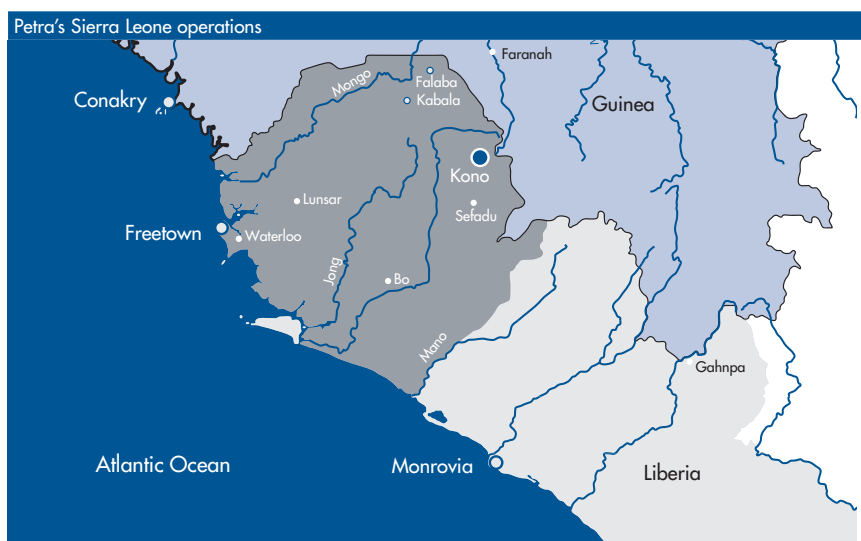 Petra's Sierra Leone operations
Faranah
Mongo
Falaba
Kabala
Conakry
Guinea
Kono
Lunsar
Sefadu
Freetown
Waterloo
Jong
Bo
Mano
Gahnpa
Atlantic Ocean
Monrovia
Liberia